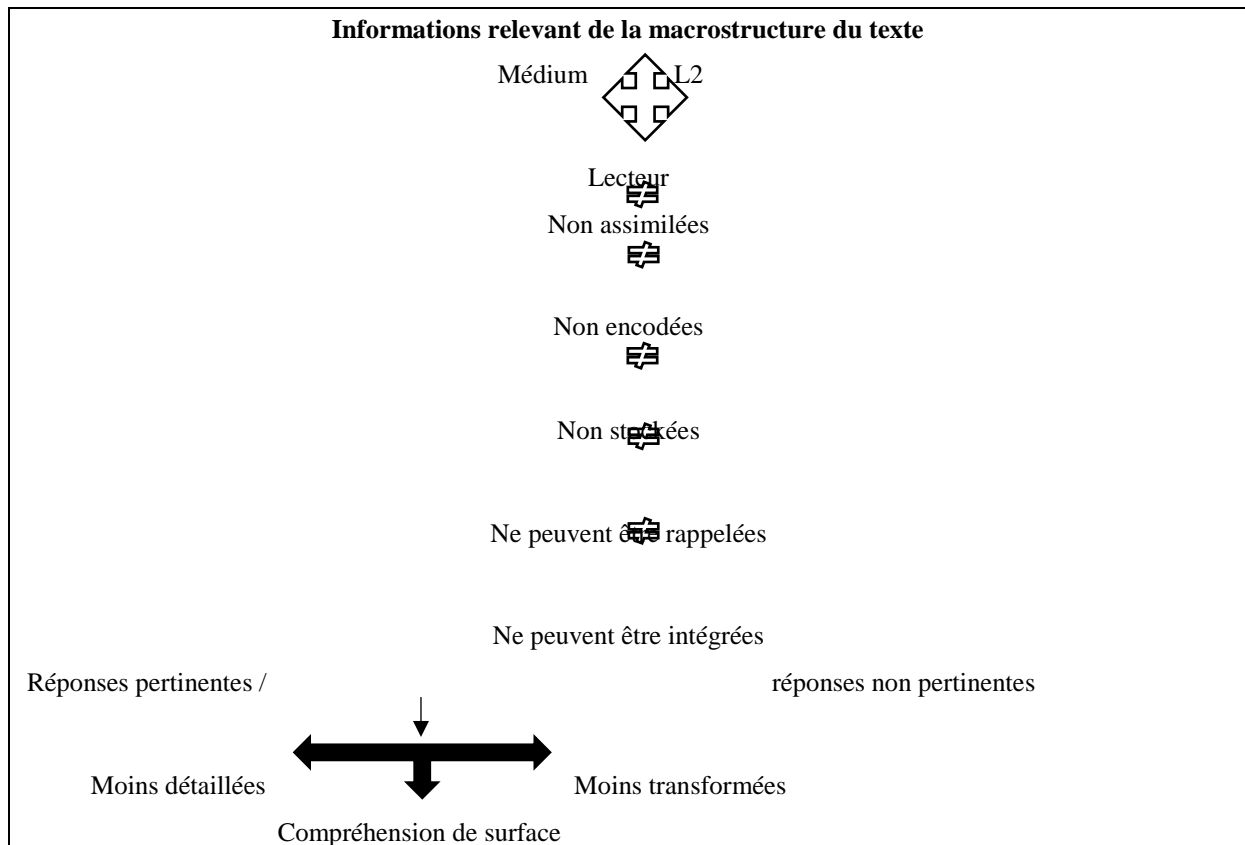 Informations relevant de la macrostructure du texte
Médium L2
Lecteur
Non assimilées
Non encodées
Non stockées
Ne peuvent être rappelées
Ne peuvent être intégrées
Réponses pertinentes / réponses non pertinentes
Moins détaillées Moins transformées
Compréhension de surface